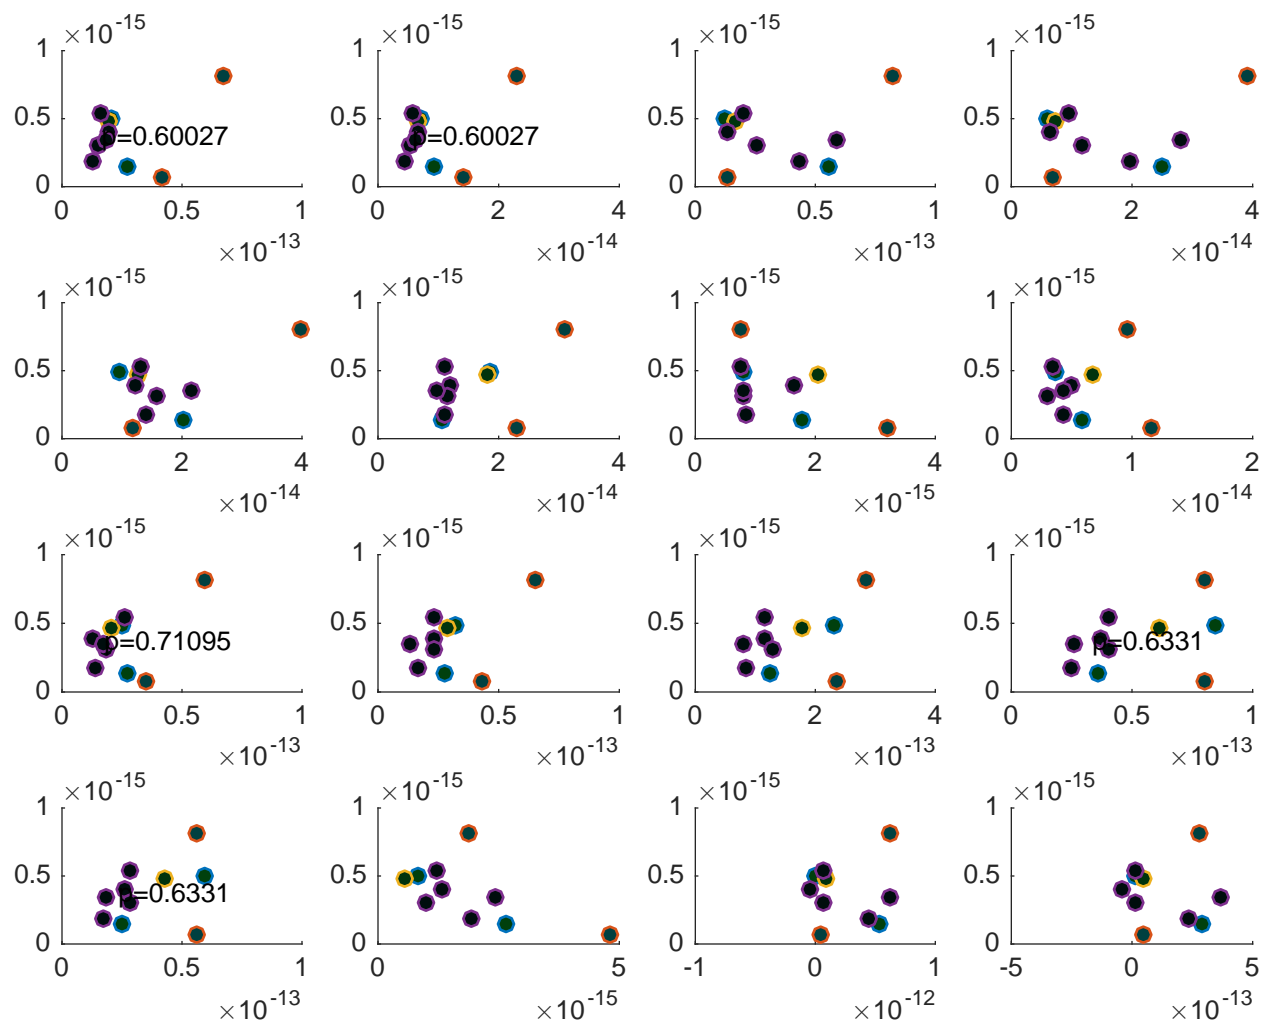 ×10⁻¹⁵ ×10⁻¹⁵ ×10⁻¹⁵ ×10⁻¹⁵
1 1 1 1
0.5 p=0.60027 0.5 p=0.60027 0.5 0.5
0 0 0 0
0 0.5 1 0 2 4 0 0.5 1 0 2 4
×10⁻¹³ ×10⁻¹⁴ ×10⁻¹³ ×10⁻¹⁴
×10⁻¹⁵ ×10⁻¹⁵ ×10⁻¹⁵ ×10⁻¹⁵
1 1 1 1
0.5 0.5 0.5 0.5
0 0 0 0
0 2 4 0 2 4 0 2 4 0 1 2
×10⁻¹⁴ ×10⁻¹⁴ ×10⁻¹⁵ ×10⁻¹⁴
×10⁻¹⁵ ×10⁻¹⁵ ×10⁻¹⁵ ×10⁻¹⁵
1 1 1 1
0.5 p=0.71095 0.5 0.5 0.5 p=0.6331
0 0 0 0
0 0.5 1 0 0.5 1 0 2 4 0 0.5 1
×10⁻¹³ ×10⁻¹³ ×10⁻¹³ ×10⁻¹³
×10⁻¹⁵ ×10⁻¹⁵ ×10⁻¹⁵ ×10⁻¹⁵
1 1 1 1
0.5 p=0.6331 0.5 0.5 0.5
0 0 0 0
0 0.5 1 0 5 -1 0 1 -5 0 5
×10⁻¹³ ×10⁻¹⁵ ×10⁻¹² ×10⁻¹³